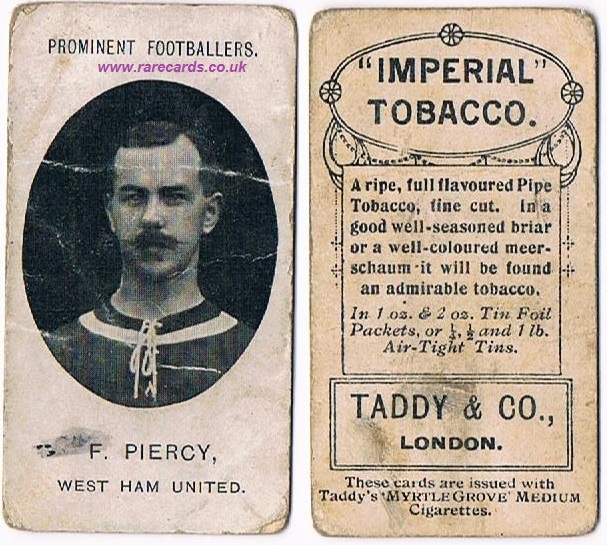 PROMINENT FOOTBALLERS.
www.rarecards.co.uk
F. PIERCY,
WEST HAM UNITED.
"IMPERIAL"
TOBACCO.
A ripe, full flavoured Pipe
Tobacco, fine cut. In a
good well-seasoned briar
or a well-coloured meer-
schaum it will be found
an admirable tobacco.
In 1 oz. & 2 oz. Tin Foil
Packets, or ¼, ½ and 1 lb.
Air-Tight Tins.
TADDY & CO.,
LONDON.
These cards are issued with
Taddy's 'MYRTLE GROVE' MEDIUM
Cigarettes.